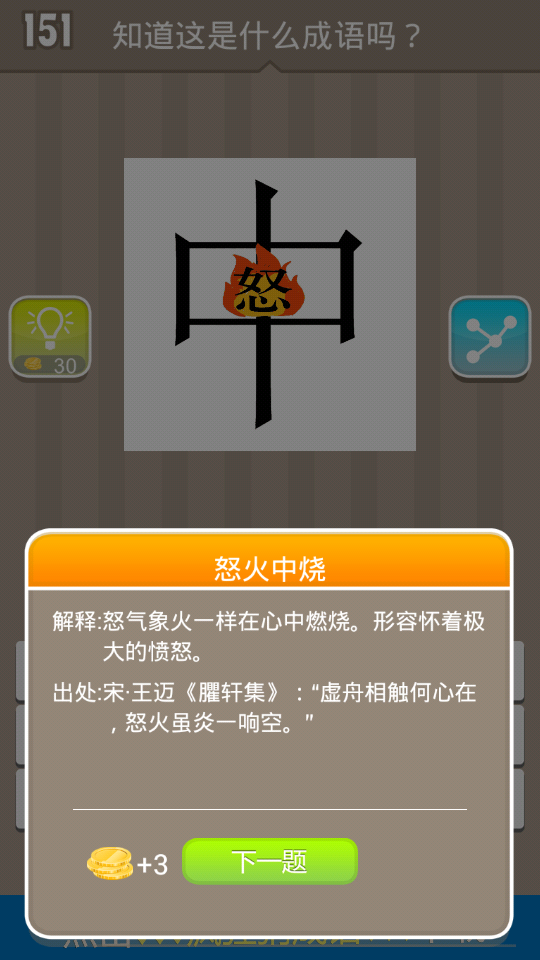 151
知道这是什么成语吗？
中
怒
30
怒火中烧
解释:怒气象火一样在心中燃烧。形容怀着极
大的愤怒。
出处:宋·王迈《臞轩集》：“虚舟相触何心在
，怒火虽炎一响空。”
+3
下一题